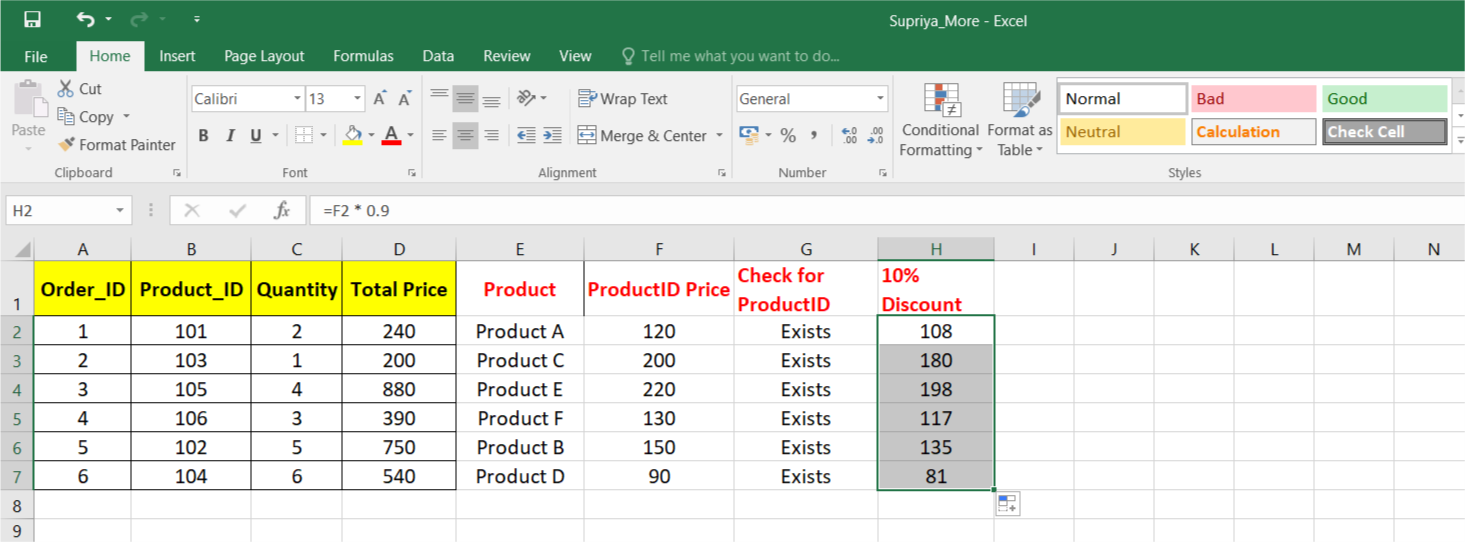 Supriya_More - Excel
File Home Insert Page Layout Formulas Data Review View Tell me what you want to do...
Paste
Cut
Copy
Format Painter
Clipboard
Calibri 13 A A
B I U A
Font
Wrap Text
Merge & Center
Alignment
General
% , .0 .00 .00 .0
Number
Conditional Formatting
Format as Table
Normal Bad Good
Neutral Calculation Check Cell
Styles
H2 fx =F2 * 0.9
A B C D E F G H I J K L M N
1 Order_ID Product_ID Quantity Total Price Product ProductID Price Check for ProductID 10% Discount
2 1 101 2 240 Product A 120 Exists 108
3 2 103 1 200 Product C 200 Exists 180
4 3 105 4 880 Product E 220 Exists 198
5 4 106 3 390 Product F 130 Exists 117
6 5 102 5 750 Product B 150 Exists 135
7 6 104 6 540 Product D 90 Exists 81
8
9